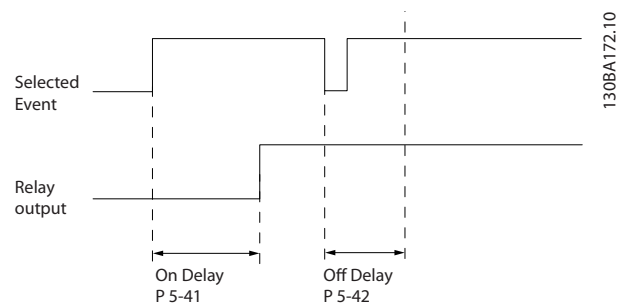 130BA172.10
Selected
Event
Relay
output
On Delay
P 5-41
Off Delay
P 5-42